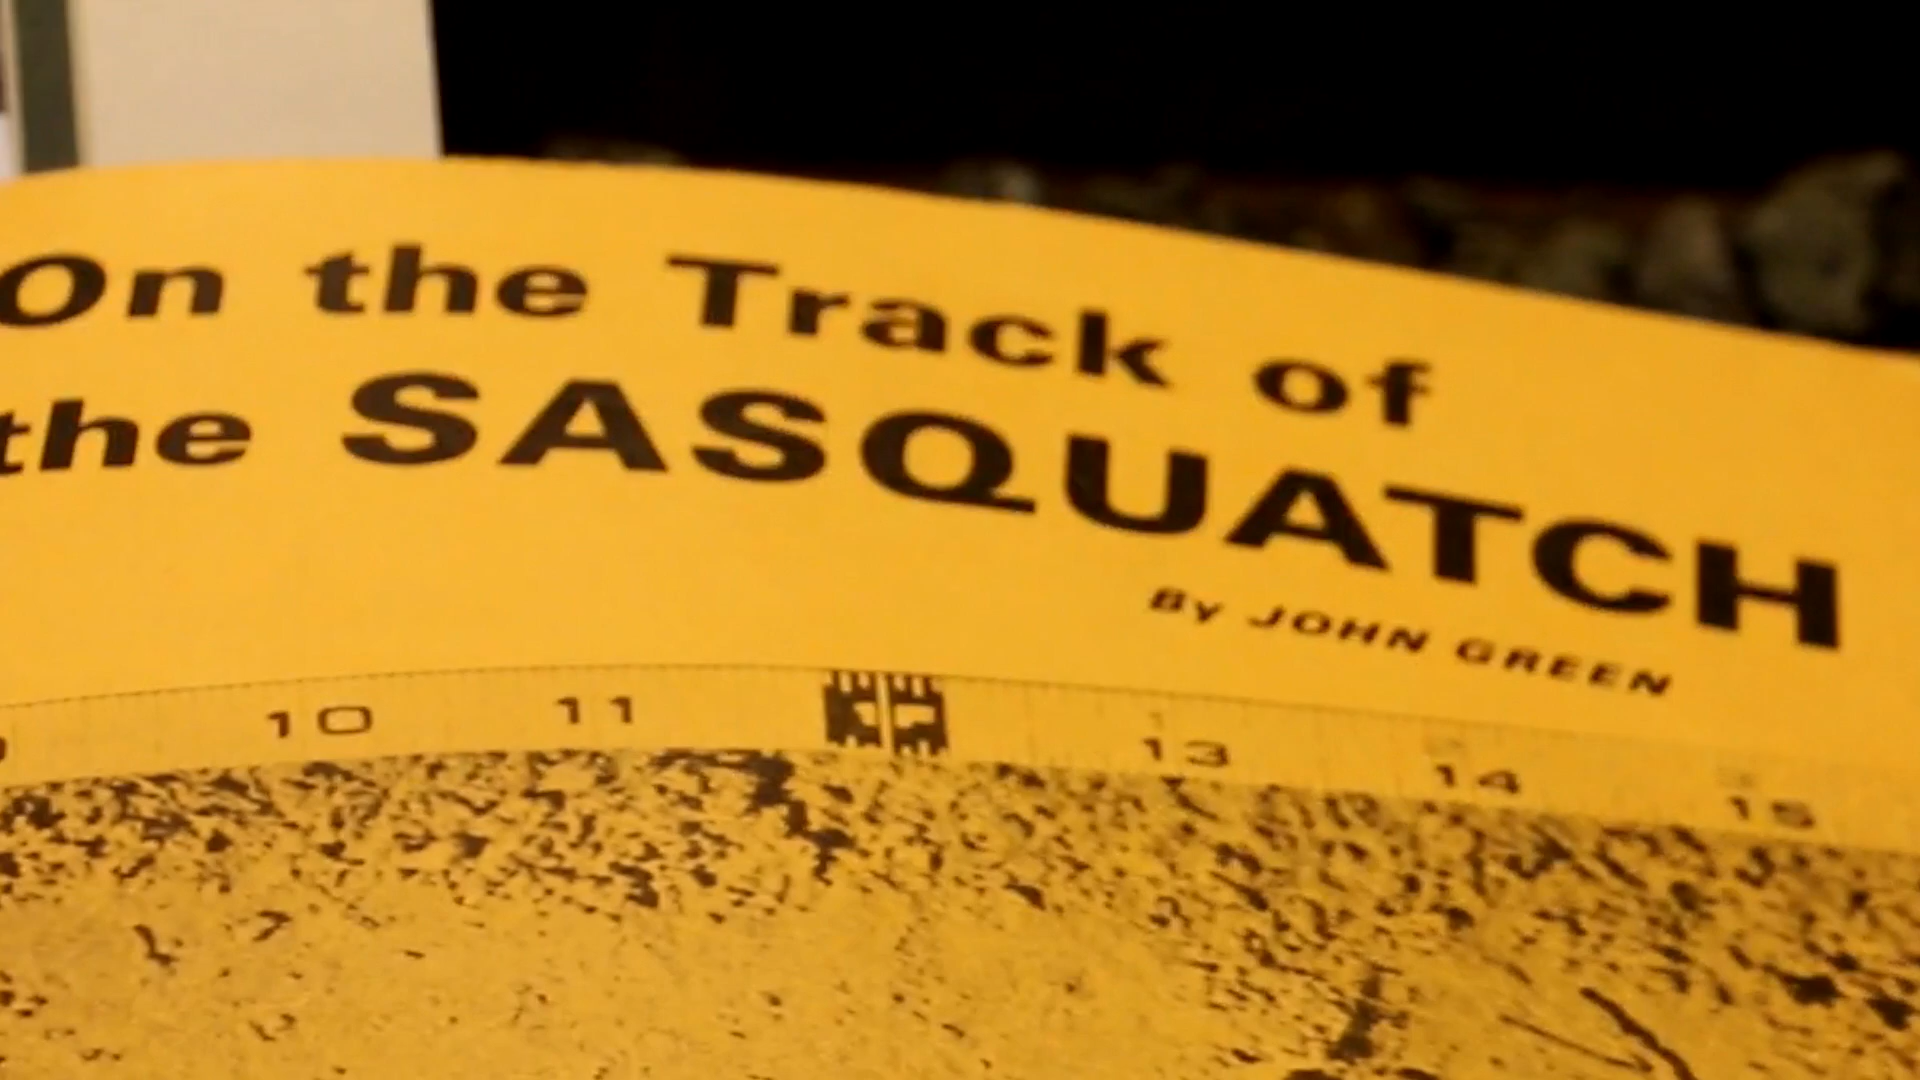 On the Track of
the SASQUATCH
By JOHN GREEN
10 11 13 14 15